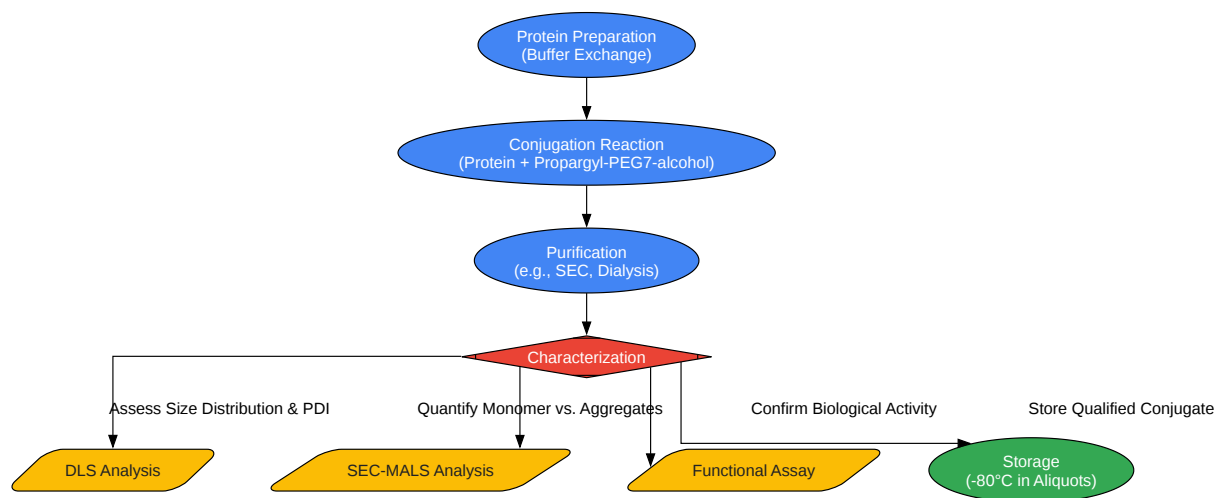 Protein Preparation
(Buffer Exchange)
Conjugation Reaction
(Protein + Propargyl-PEG7-alcohol)
Purification
(e.g., SEC, Dialysis)
Characterization
Assess Size Distribution & PDI
Quantify Monomer vs. Aggregates
Confirm Biological Activity
Store Qualified Conjugate
DLS Analysis
SEC-MALS Analysis
Functional Assay
Storage
(-80°C in Aliquots)